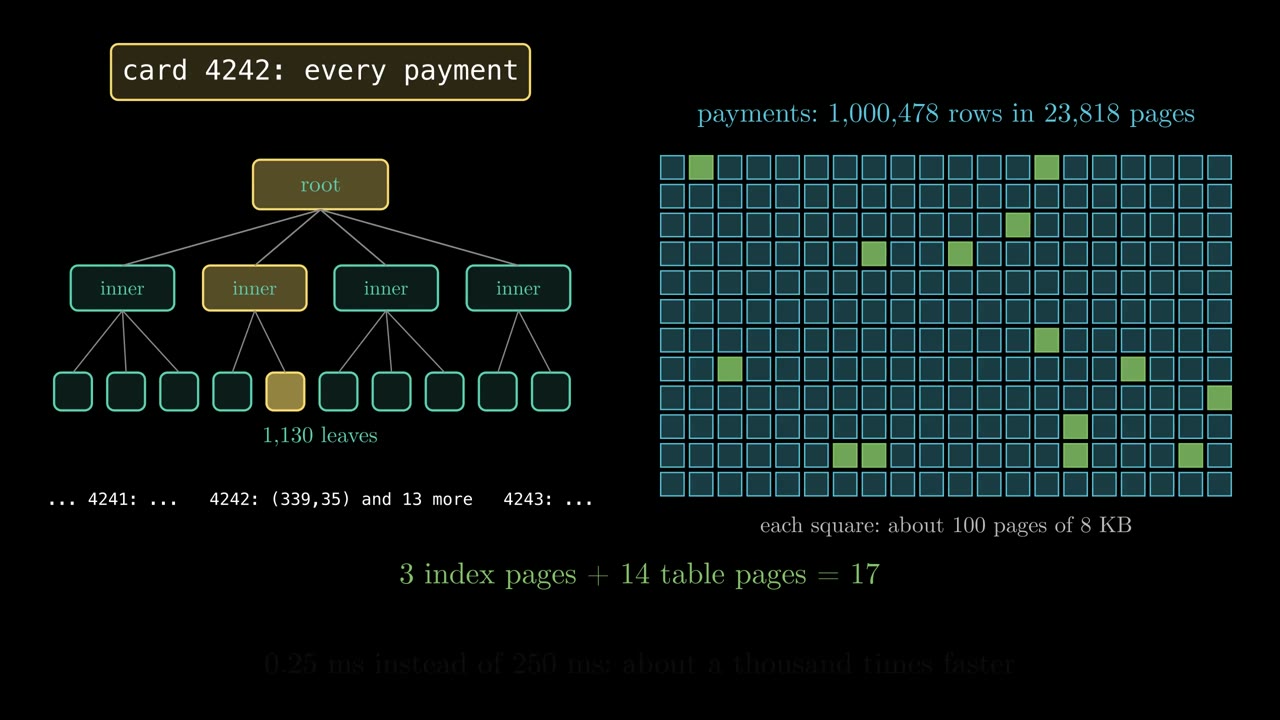 card 4242: every payment
payments: 1,000,478 rows in 23,818 pages
root
inner inner inner inner
1,130 leaves
... 4241: ... 4242: (339,35) and 13 more 4243: ...
each square: about 100 pages of 8 KB
3 index pages + 14 table pages = 17
0.25 ms instead of 250 ms: about a thousand times faster